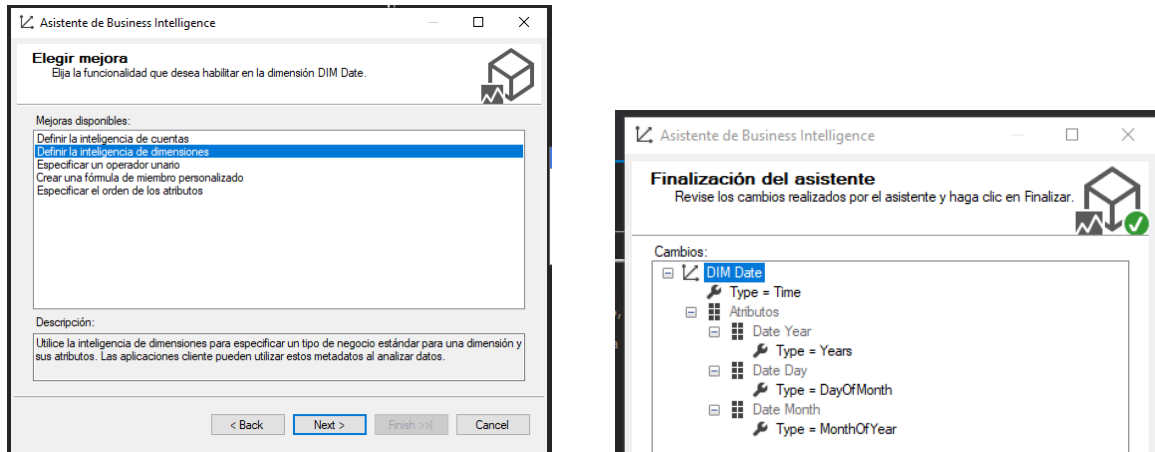 Asistente de Business Intelligence
Elegir mejora
Elija la funcionalidad que desea habilitar en la dimensión DIM Date.
Mejoras disponibles:
Definir la inteligencia de cuentas
Definir la inteligencia de dimensiones
Especificar un operador unario
Crear una fórmula de miembro personalizado
Especificar el orden de los atributos
Descripción:
Utilice la inteligencia de dimensiones para especificar un tipo de negocio estándar para una dimensión y
sus atributos. Las aplicaciones cliente pueden utilizar estos metadatos al analizar datos.
< Back
Next >
Finish >>|
Cancel
Asistente de Business Intelligence
Finalización del asistente
Revise los cambios realizados por el asistente y haga clic en Finalizar.
Cambios:
DIM Date
Type = Time
Atributos
Date Year
Type = Years
Date Day
Type = DayOfMonth
Date Month
Type = MonthOfYear